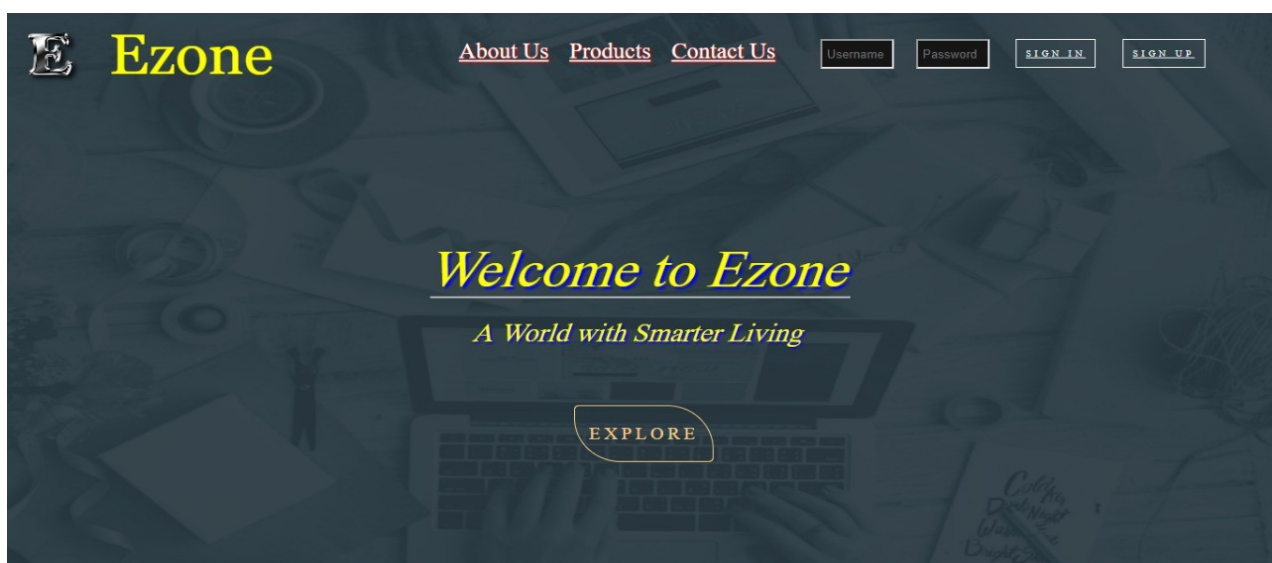 E Ezone About Us Products Contact Us Username Password SIGN IN SIGN UP
Welcome to Ezone
A World with Smarter Living
EXPLORE
Night